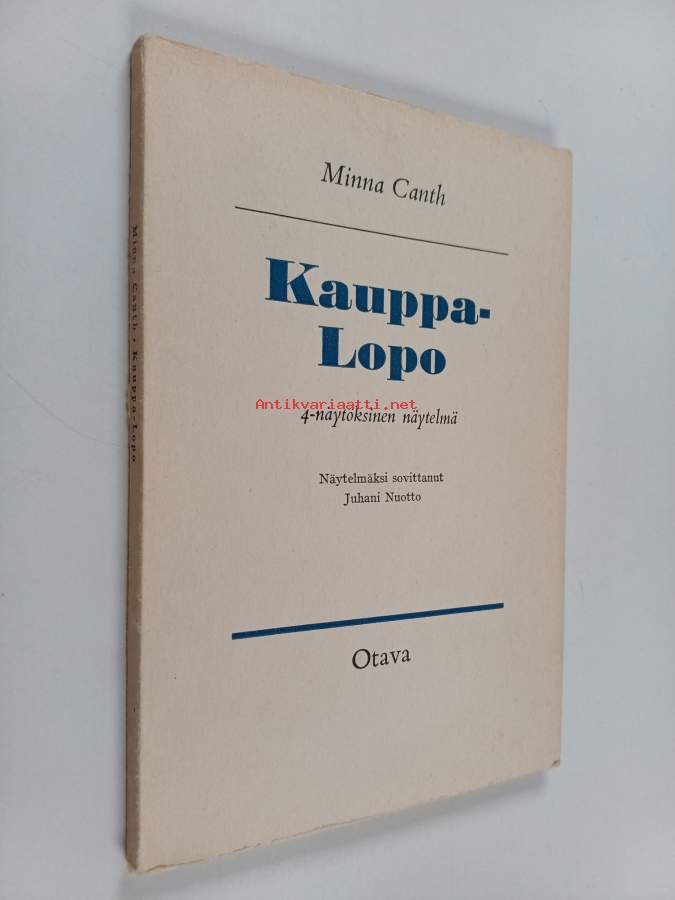 Minna Canth
Kauppa-
Lopo
Antikvariaatti.net
4-näytöksinen näytelmä
Näytelmäksi sovittanut
Juhani Nuotto
Otava
Minna Canth • Kauppa-Lopo